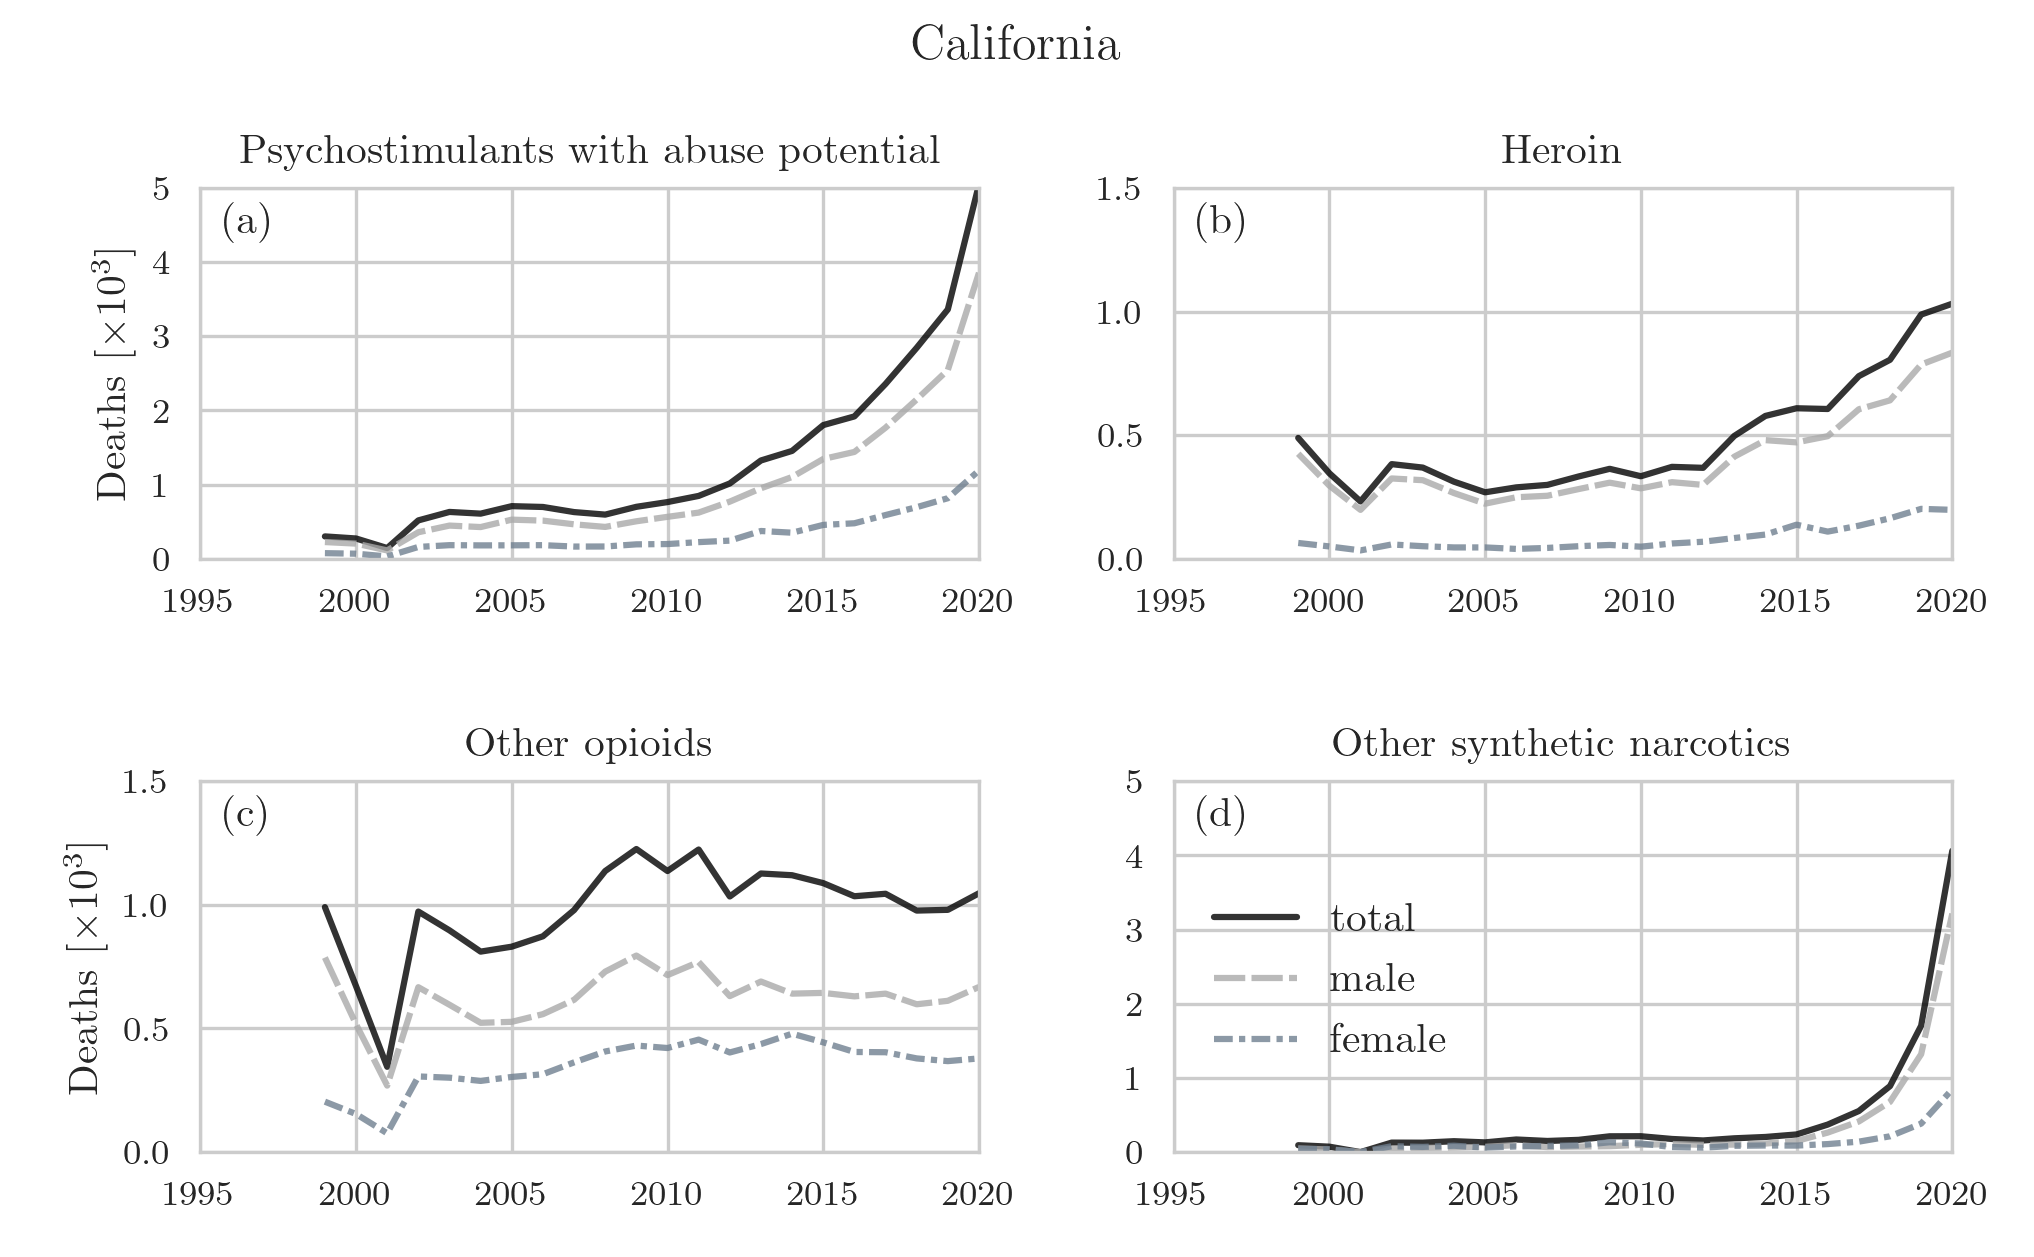 California
Psychostimulants with abuse potential
(a)
Deaths [×10³]
5
4
3
2
1
0
1995 2000 2005 2010 2015 2020
Heroin
(b)
1.5
1.0
0.5
0.0
1995 2000 2005 2010 2015 2020
Other opioids
(c)
Deaths [×10³]
1.5
1.0
0.5
0.0
1995 2000 2005 2010 2015 2020
Other synthetic narcotics
(d)
5
4
3
2
1
0
total
male
female
1995 2000 2005 2010 2015 2020